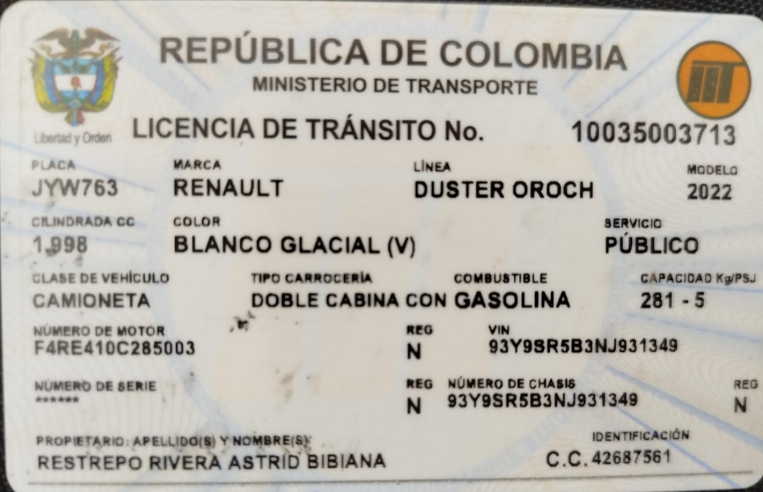 REPÚBLICA DE COLOMBIA
MINISTERIO DE TRANSPORTE
Libertad y Orden
LICENCIA DE TRÁNSITO No. 10035003713
PLACA MARCA LÍNEA MODELO
JYW763 RENAULT DUSTER OROCH 2022
CILINDRADA CC COLOR SERVICIO
1.998 BLANCO GLACIAL (V) PÚBLICO
CLASE DE VEHÍCULO TIPO CARROCERÍA COMBUSTIBLE CAPACIDAD Kg/PSJ
CAMIONETA DOBLE CABINA CON GASOLINA 281 - 5
NÚMERO DE MOTOR REG VIN
F4RE410C285003 N 93Y9SR5B3NJ931349
NÚMERO DE SERIE REG NÚMERO DE CHASIS REG
****** N 93Y9SR5B3NJ931349 N
PROPIETARIO: APELLIDO(S) Y NOMBRE(S) IDENTIFICACIÓN
RESTREPO RIVERA ASTRID BIBIANA C.C. 42687561